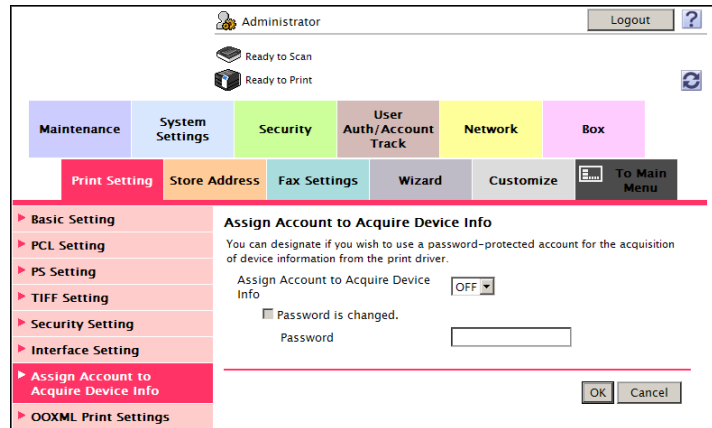 Administrator
Logout
?
Ready to Scan
Ready to Print
Maintenance
System
Settings
Security
User
Auth/Account
Track
Network
Box
Print Setting
Store Address
Fax Settings
Wizard
Customize
To Main
Menu
Basic Setting
PCL Setting
PS Setting
TIFF Setting
Security Setting
Interface Setting
Assign Account to
Acquire Device Info
OOXML Print Settings
Assign Account to Acquire Device Info
You can designate if you wish to use a password-protected account for the acquisition
of device information from the print driver.
Assign Account to Acquire Device
Info
OFF
Password is changed.
Password
OK
Cancel